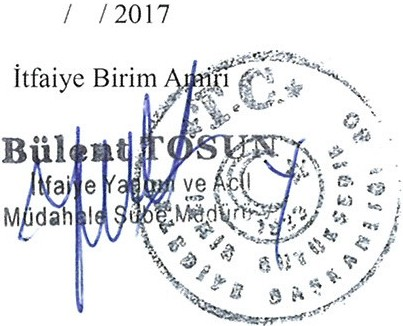 / / 2017
İtfaiye Birim Amiri
Bülent TOSUN
İtfaiye Yangın ve Acil
Müdahale Şube Müdürü
T.C.